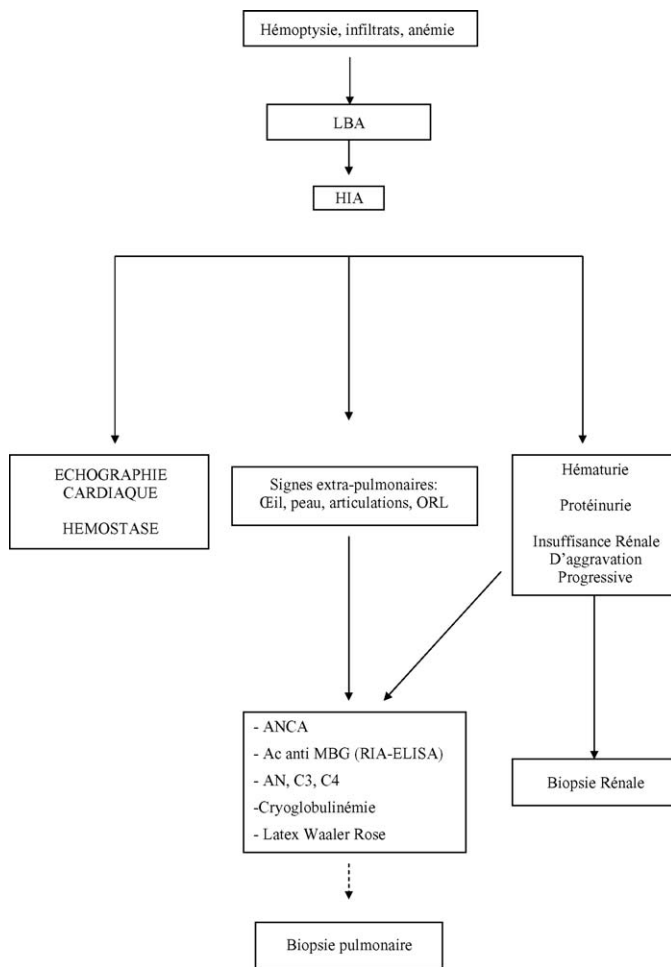 Hémoptysie, infiltrats, anémie
LBA
HIA
ECHOGRAPHIE
CARDIAQUE
HEMOSTASE
Signes extra-pulmonaires:
Œil, peau, articulations, ORL
Hématurie
Protéinurie
Insuffisance Rénale
D'aggravation
Progressive
- ANCA
- Ac anti MBG (RIA-ELISA)
- AN, C3, C4
-Cryoglobulinémie
- Latex Waaler Rose
Biopsie Rénale
Biopsie pulmonaire